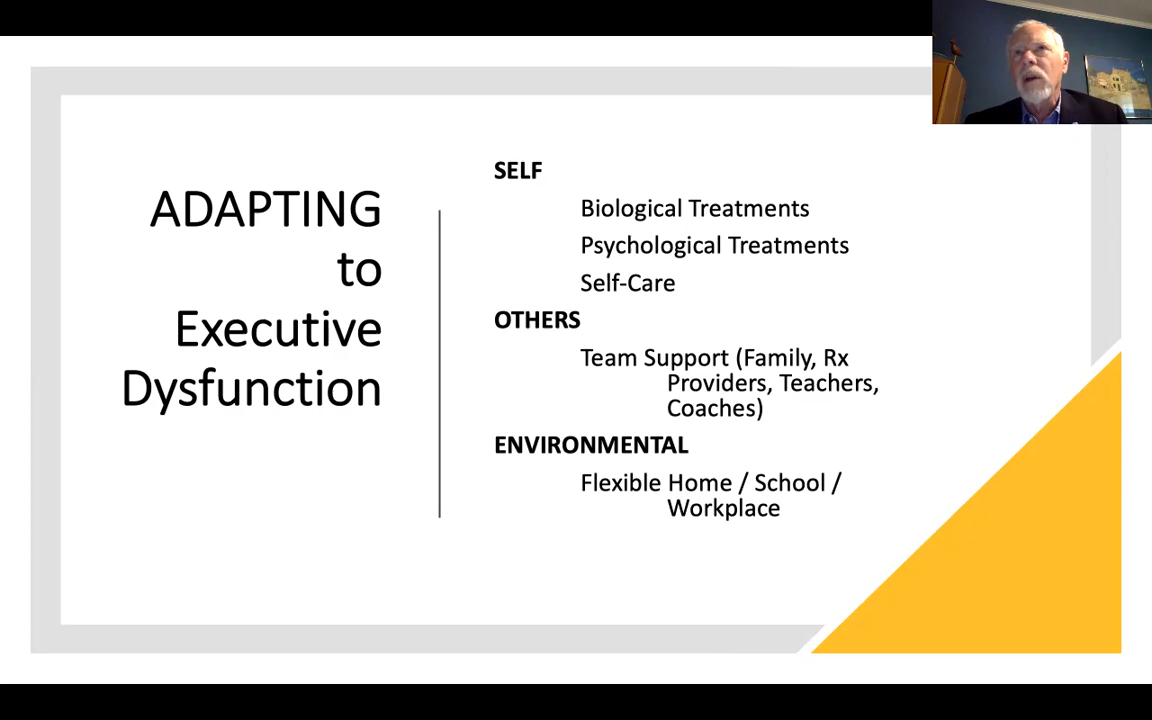 ADAPTING
to
Executive
Dysfunction
SELF
Biological Treatments
Psychological Treatments
Self-Care
OTHERS
Team Support (Family, Rx
Providers, Teachers,
Coaches)
ENVIRONMENTAL
Flexible Home / School /
Workplace